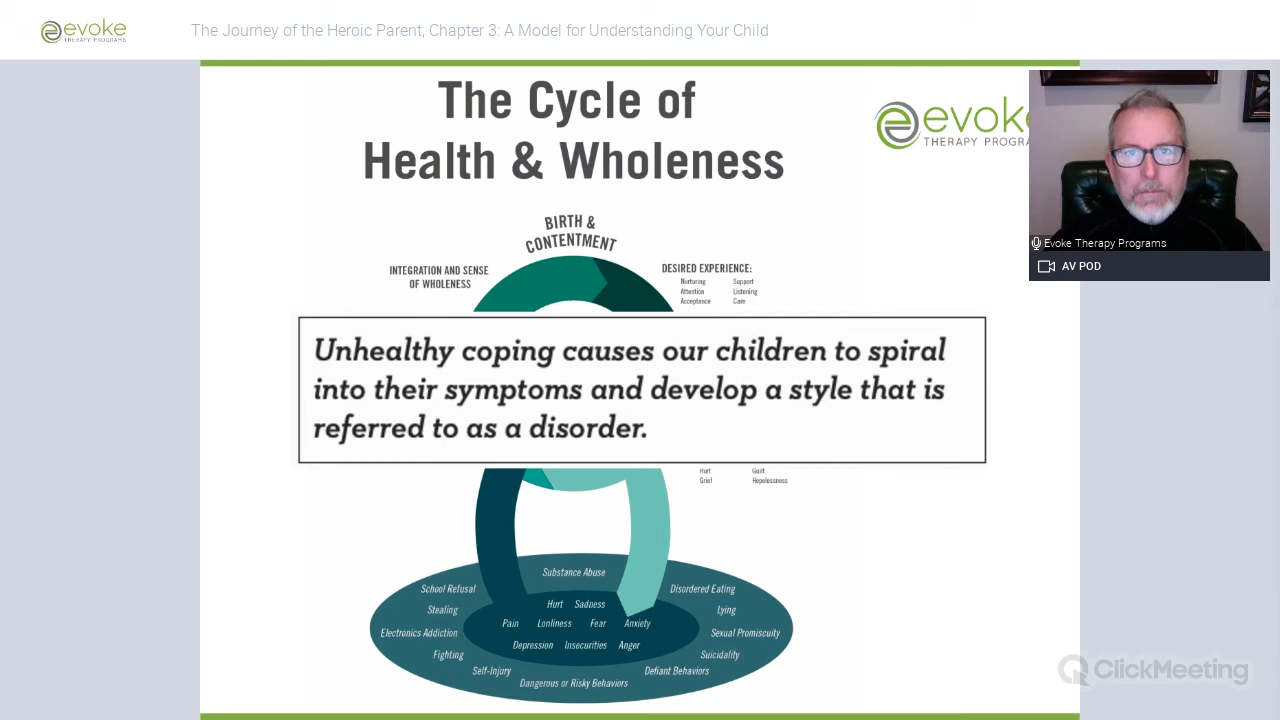 evoke
THERAPY PROGRAMS
The Journey of the Heroic Parent, Chapter 3: A Model for Understanding Your Child
The Cycle of
Health & Wholeness
evoke
THERAPY PROGRA
BIRTH &
CONTENTMENT
INTEGRATION AND SENSE
OF WHOLENESS
DESIRED EXPERIENCE:
Nurturing Support
Attention Listening
Acceptance Care
Evoke Therapy Programs
AV POD
Unhealthy coping causes our children to spiral
into their symptoms and develop a style that is
referred to as a disorder.
Hurt Guilt
Grief Hopelessness
Substance Abuse
School Refusal Disordered Eating
Hurt Sadness
Stealing Lying
Pain Lonliness Fear Anxiety
Electronics Addiction Sexual Promiscuity
Depression Insecurities Anger
Fighting Suicidality
Self-Injury Defiant Behaviors
Dangerous or Risky Behaviors
ClickMeeting